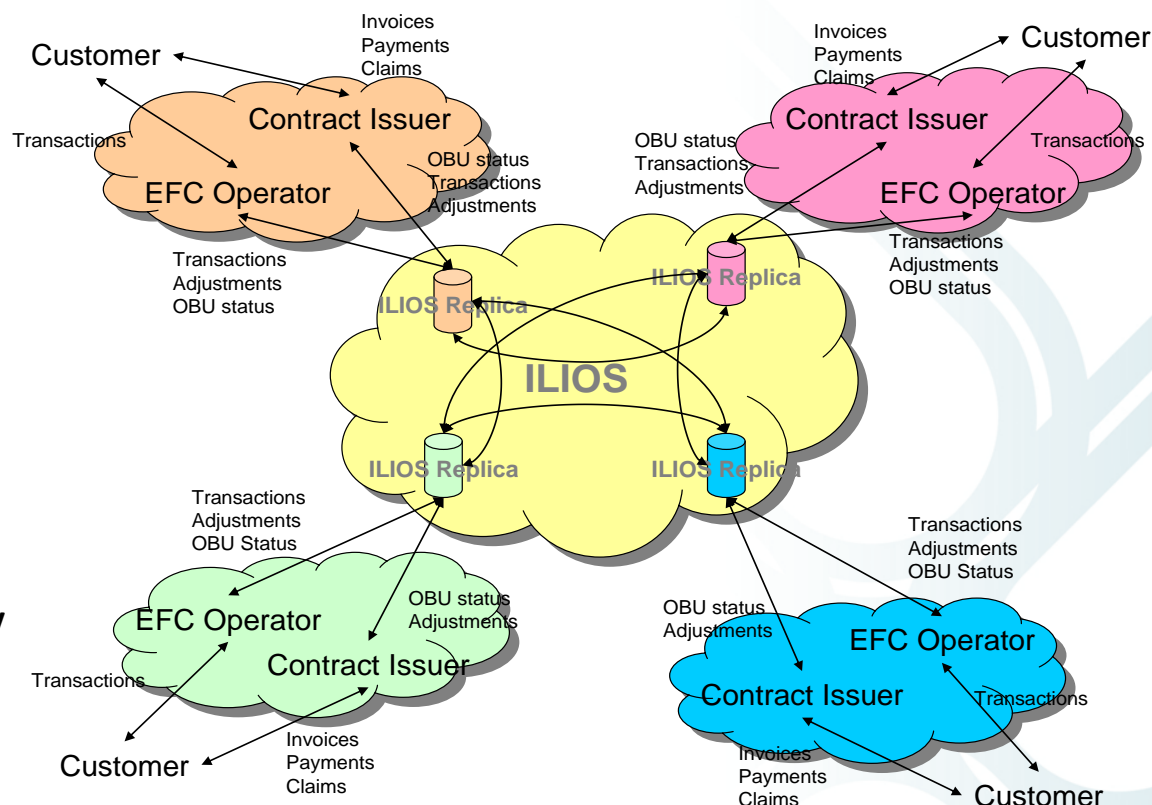 Customer
Invoices
Payments
Claims
Contract Issuer
Transactions
EFC Operator
OBU status
Transactions
Adjustments
Transactions
Adjustments
OBU status
Invoices
Payments
Claims
Customer
Contract Issuer
OBU status
Transactions
Adjustments
Transactions
EFC Operator
Transactions
Adjustments
OBU status
ILIOS Replica
ILIOS Replica
ILIOS
ILIOS Replica
ILIOS Replica
Transactions
Adjustments
OBU Status
EFC Operator
OBU status
Adjustments
Contract Issuer
Transactions
Customer
Invoices
Payments
Claims
Transactions
Adjustments
OBU Status
OBU status
Adjustments
EFC Operator
Contract Issuer
Transactions
Invoices
Payments
Claims
Customer